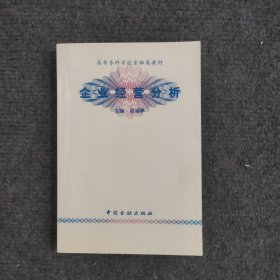 高等专科学校金融类教材
企业经营分析
主编
中国金融出版社